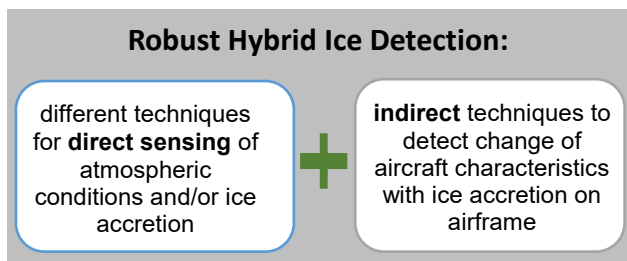 Robust Hybrid Ice Detection:
different techniques
for direct sensing of
atmospheric
conditions and/or ice
accretion
+
indirect techniques to
detect change of
aircraft characteristics
with ice accretion on
airframe